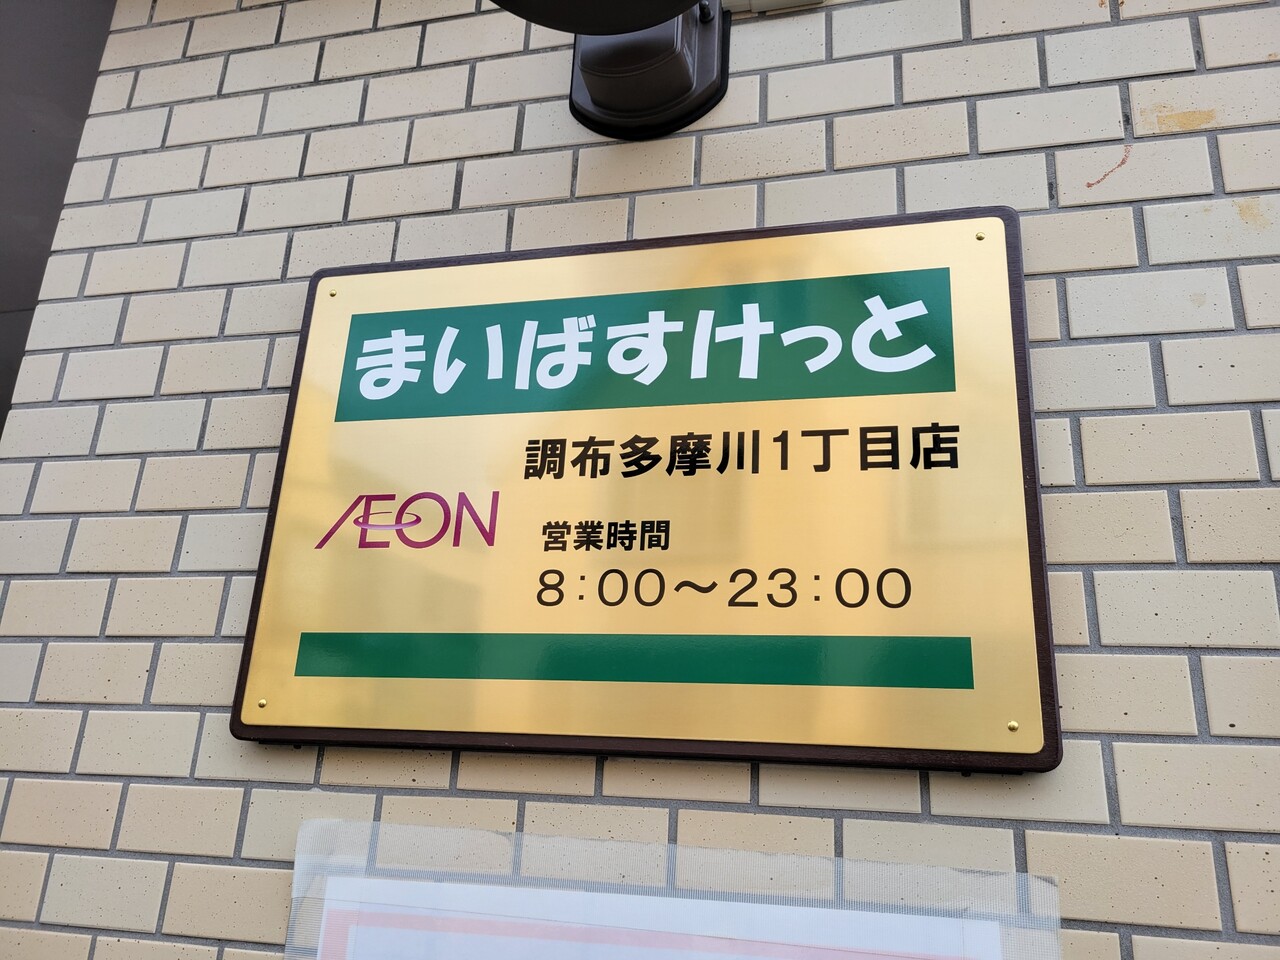 まいばすけっと
調布多摩川1丁目店
AEON
営業時間
8:00～23:00